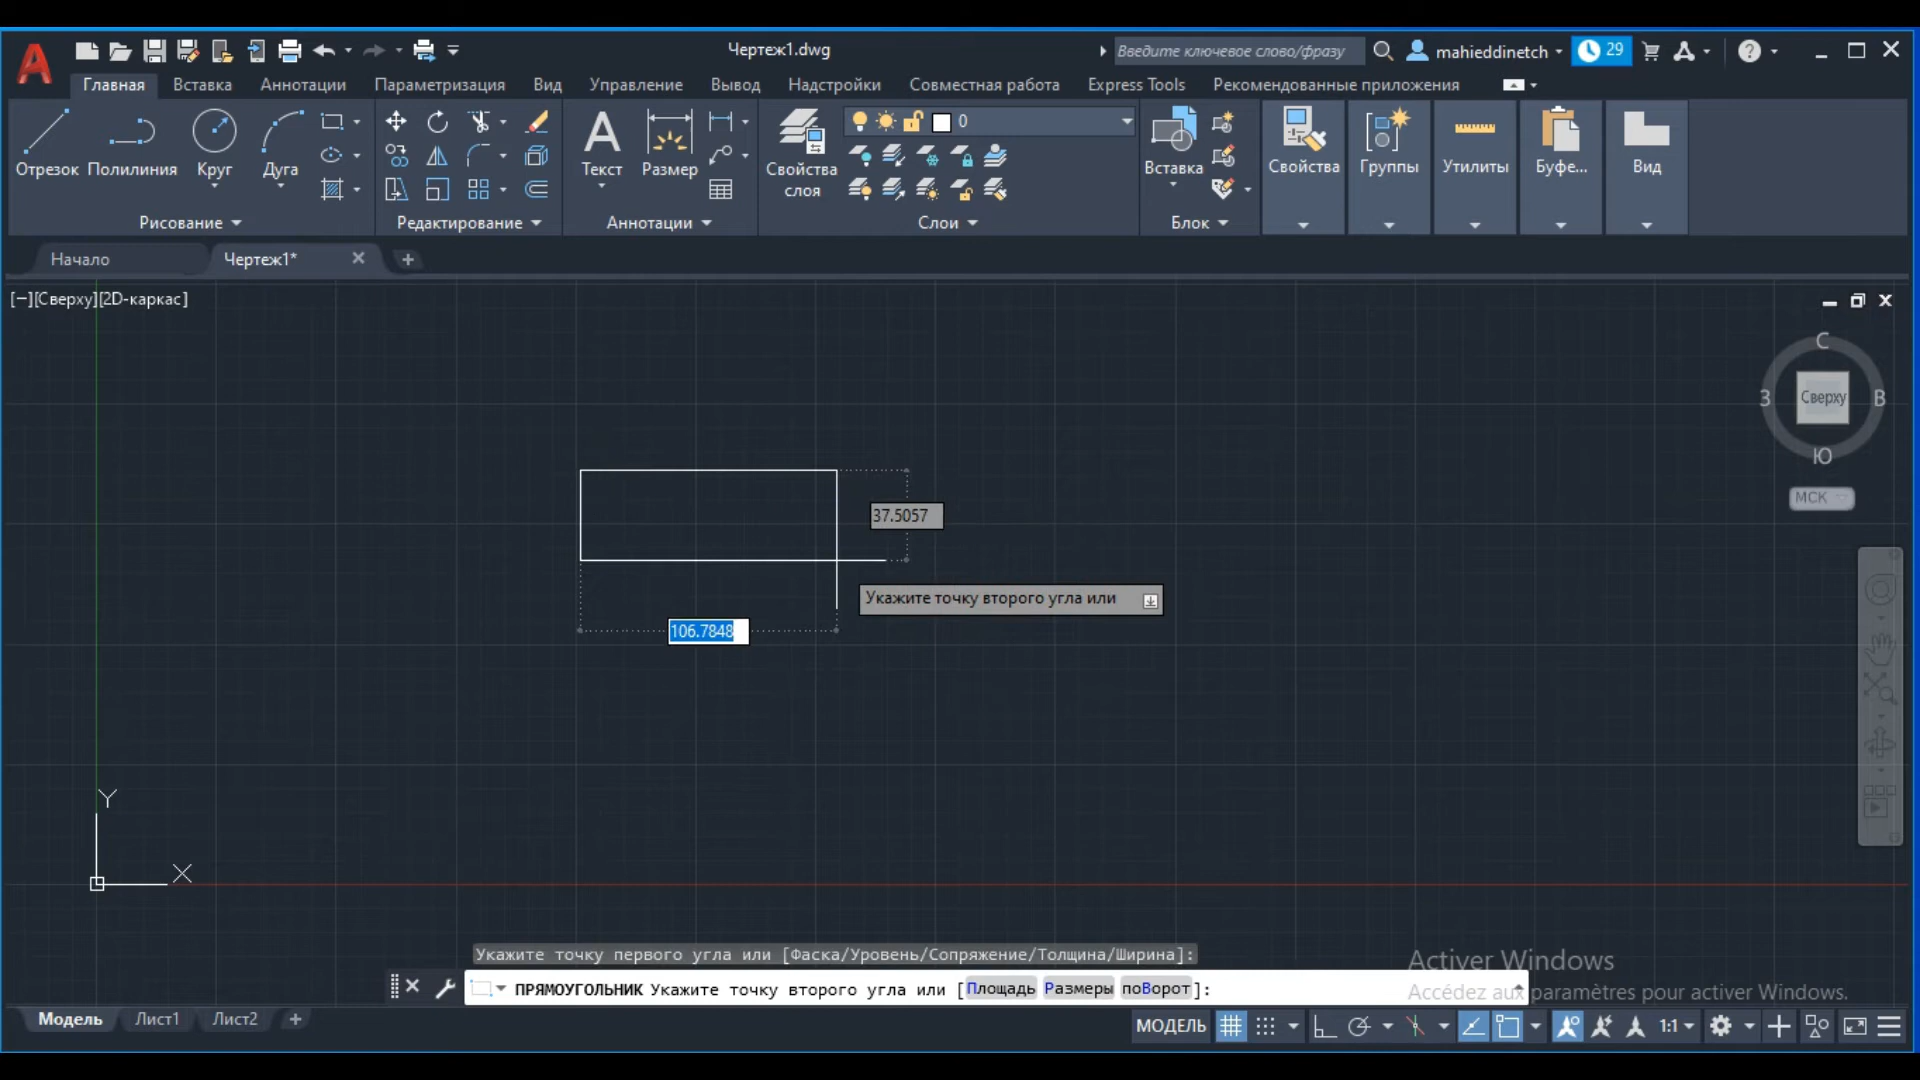 Чертеж1.dwg
Введите ключевое слово/фразу
mahieddinetch
29
Главная Вставка Аннотации Параметризация Вид Управление Вывод Надстройки Совместная работа Express Tools Рекомендованные приложения
0
Отрезок Полилиния Круг Дуга
Текст Размер
Свойства слоя
Вставка
Свойства Группы Утилиты Буфе... Вид
Рисование Редактирование Аннотации Слои Блок
Начало Чертеж1*
[−][Сверху][2D-каркас]
С
З Сверху В
Ю
МСК
37.5057
Укажите точку второго угла или
106.7848
Y
X
Укажите точку первого угла или [Фаска/Уровень/Сопряжение/Толщина/Ширина]:
ПРЯМОУГОЛЬНИК Укажите точку второго угла или [Площадь Размеры поВорот]:
Activer Windows
Accédez aux paramètres pour activer Windows.
Модель Лист1 Лист2
МОДЕЛЬ
1:1